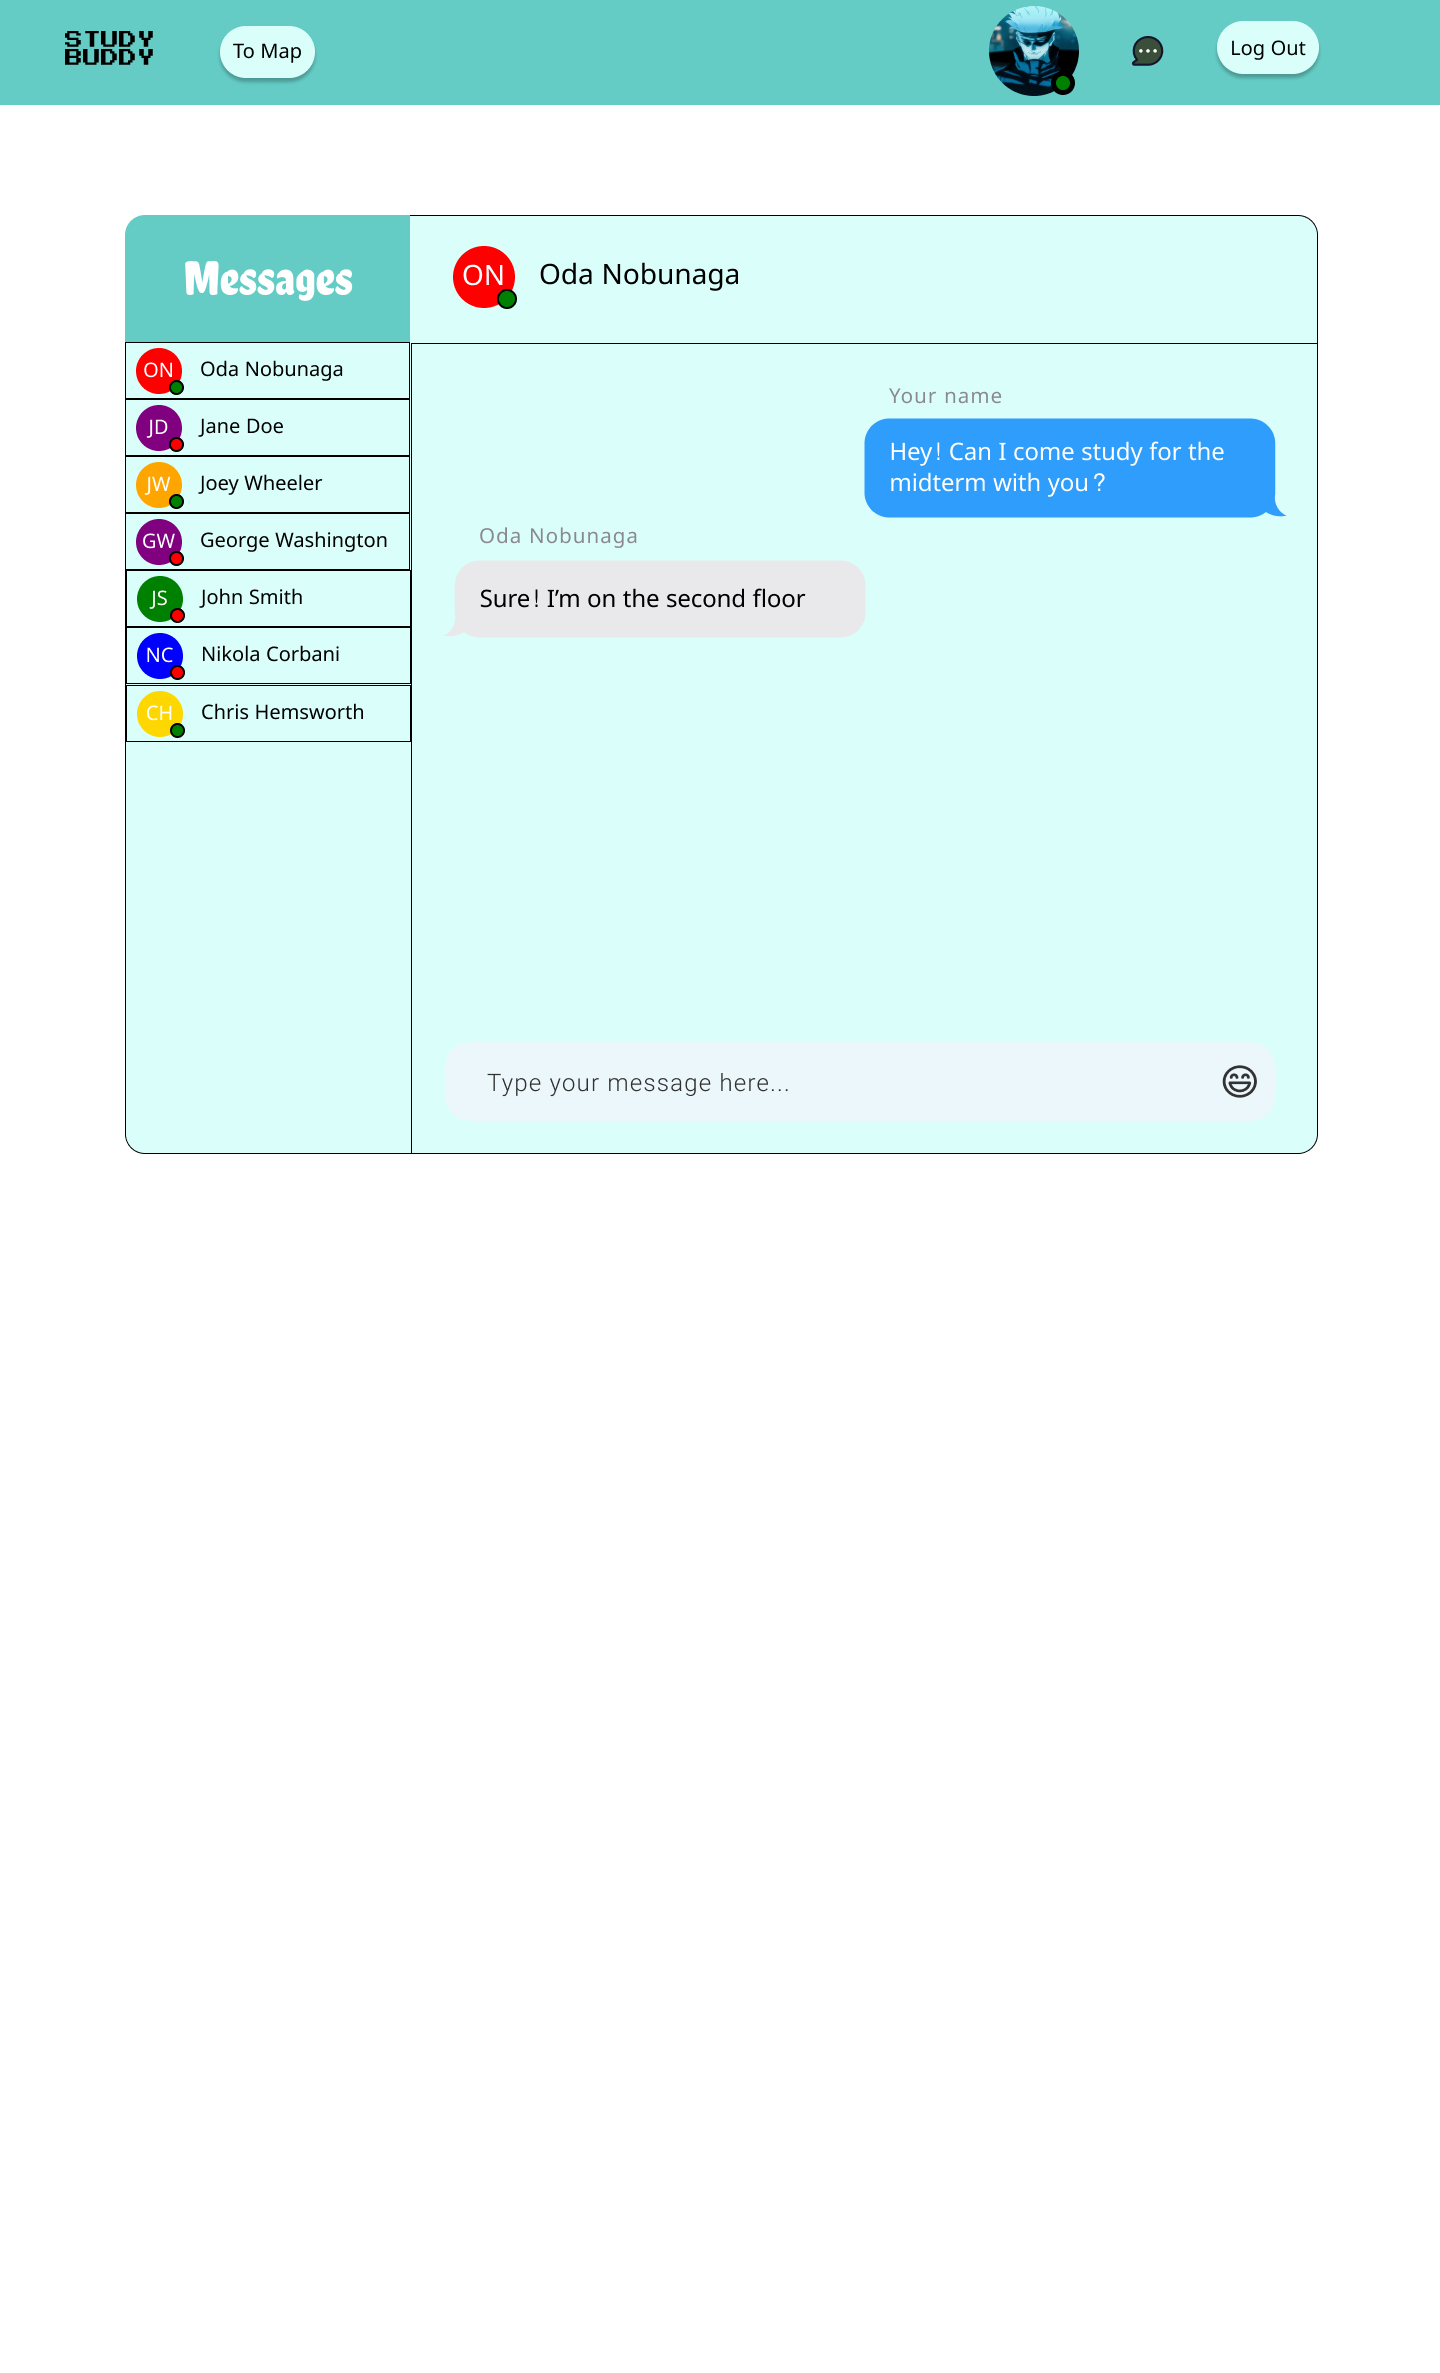 STUDY
BUDDY
To Map
Log Out
Messages
ON Oda Nobunaga
ON Oda Nobunaga
JD Jane Doe
JW Joey Wheeler
GW George Washington
JS John Smith
NC Nikola Corbani
CH Chris Hemsworth
Your name
Hey! Can I come study for the
midterm with you?
Oda Nobunaga
Sure! I’m on the second floor
Type your message here...